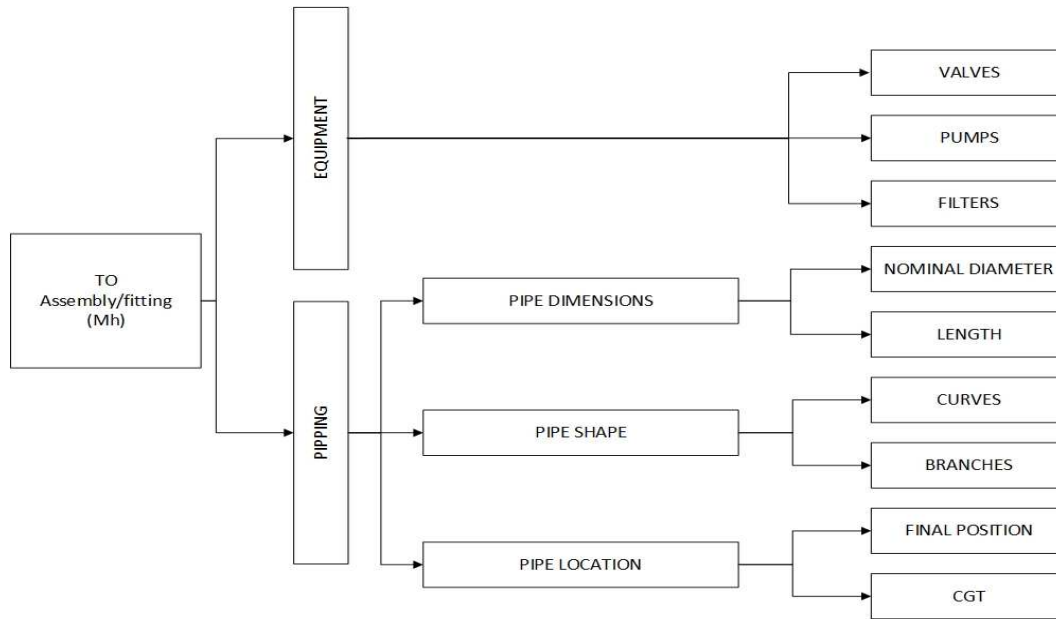 TO
Assembly/fitting
(Mh)
EQUIPMENT
PIPPING
PIPE DIMENSIONS
PIPE SHAPE
PIPE LOCATION
VALVES
PUMPS
FILTERS
NOMINAL DIAMETER
LENGTH
CURVES
BRANCHES
FINAL POSITION
CGT